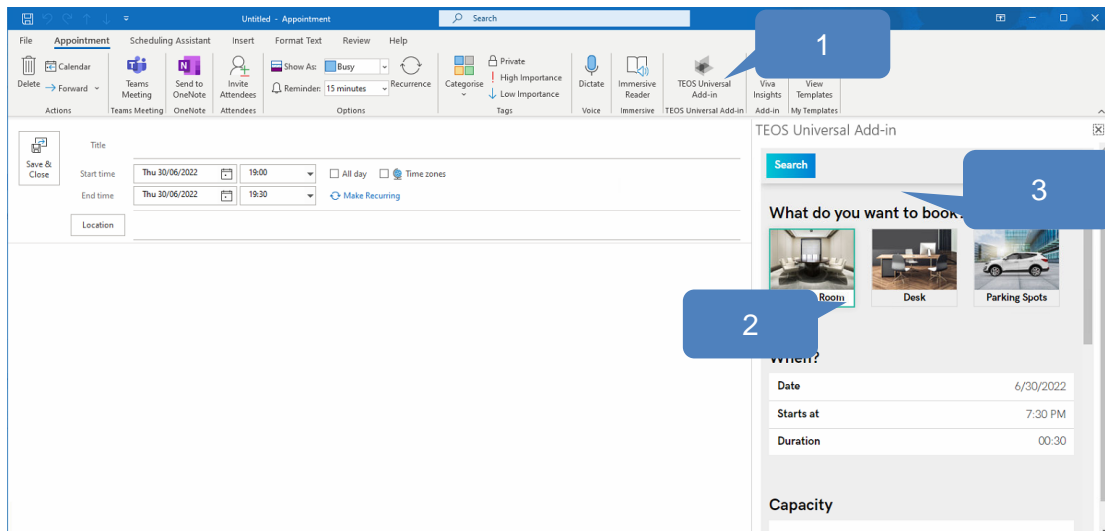 Untitled - Appointment
Search
File Appointment Scheduling Assistant Insert Format Text Review Help
1
Delete
Calendar
Forward
Actions
Teams Meeting
Teams Meeting
Send to OneNote
OneNote
Invite Attendees
Attendees
Show As: Busy
Reminder: 15 minutes
Recurrence
Options
Categorise
Private
High Importance
Low Importance
Tags
Dictate
Voice
Immersive Reader
Immersive
TEOS Universal Add-in
TEOS Universal Add-in
Viva Insights
Add-in
View Templates
My Templates
Save & Close
Title
Start time Thu 30/06/2022 19:00 All day Time zones
End time Thu 30/06/2022 19:30 Make Recurring
Location
TEOS Universal Add-in
Search
3
What do you want to book?
Room
Desk
Parking Spots
2
When?
Date 6/30/2022
Starts at 7:30 PM
Duration 00:30
Capacity